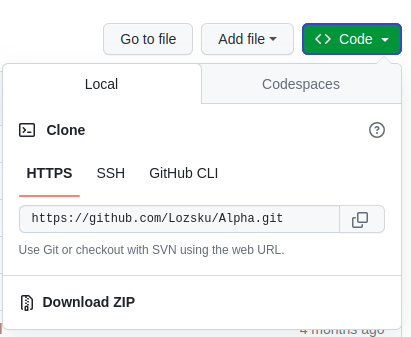 Go to file Add file Code
Local Codespaces
Clone
HTTPS SSH GitHub CLI
https://github.com/Lozsku/Alpha.git
Use Git or checkout with SVN using the web URL.
Download ZIP
4 months ago